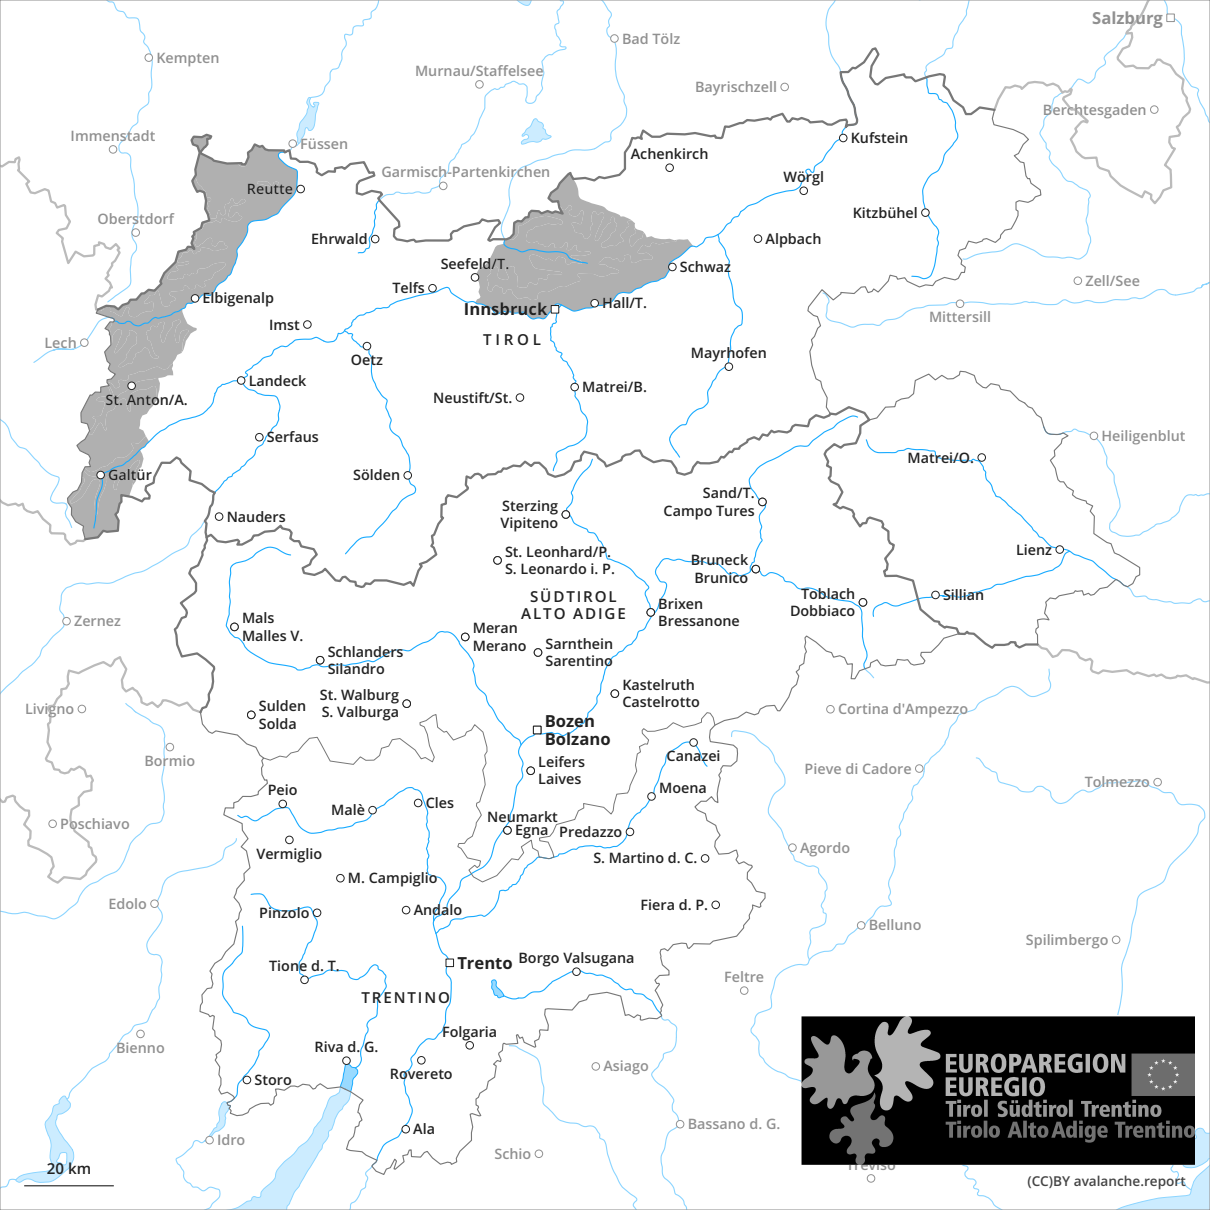 Salzburg
Kempten
Bad Tölz
Murnau/Staffelsee
Bayrischzell
Berchtesgaden
Immenstadt
Füssen
Kufstein
Achenkirch
Garmisch-Partenkirchen
Wörgl
Reutte
Oberstdorf
Kitzbühel
Ehrwald
Alpbach
Seefeld/T.
Schwaz
Zell/See
Telfs
Elbigenalp
Hall/T.
Innsbruck
Mittersill
Imst
Lech
TIROL
Oetz
Mayrhofen
Landeck
Matrei/B.
St. Anton/A.
Neustift/St.
Serfaus
Heiligenblut
Matrei/O.
Galtür
Sölden
Sand/T.
Campo Tures
Sterzing
Vipiteno
Nauders
St. Leonhard/P.
S. Leonardo i. P.
Lienz
Bruneck
Brunico
SÜDTIROL
ALTO ADIGE
Toblach
Dobbiaco
Sillian
Brixen
Bressanone
Mals
Malles V.
Zernez
Meran
Merano
Sarnthein
Sarentino
Schlanders
Silandro
Kastelruth
Castelrotto
St. Walburg
S. Valburga
Sulden
Solda
Livigno
Cortina d'Ampezzo
Bozen
Bolzano
Bormio
Canazei
Leifers
Laives
Pieve di Cadore
Tolmezzo
Peio
Moena
Malè
Cles
Neumarkt
Egna
Predazzo
Poschiavo
Vermiglio
Agordo
S. Martino d. C.
M. Campiglio
Edolo
Pinzolo
Andalo
Fiera d. P.
Belluno
Spilimbergo
Trento
Borgo Valsugana
Tione d. T.
Feltre
TRENTINO
Folgaria
Bienno
Riva d. G.
Rovereto
Asiago
Storo
EUROPAREGION
EUREGIO
Tirol Südtirol Trentino
Tirolo Alto Adige Trentino
Ala
Idro
Bassano d. G.
Schio
Treviso
20 km
(CC)BY avalanche.report